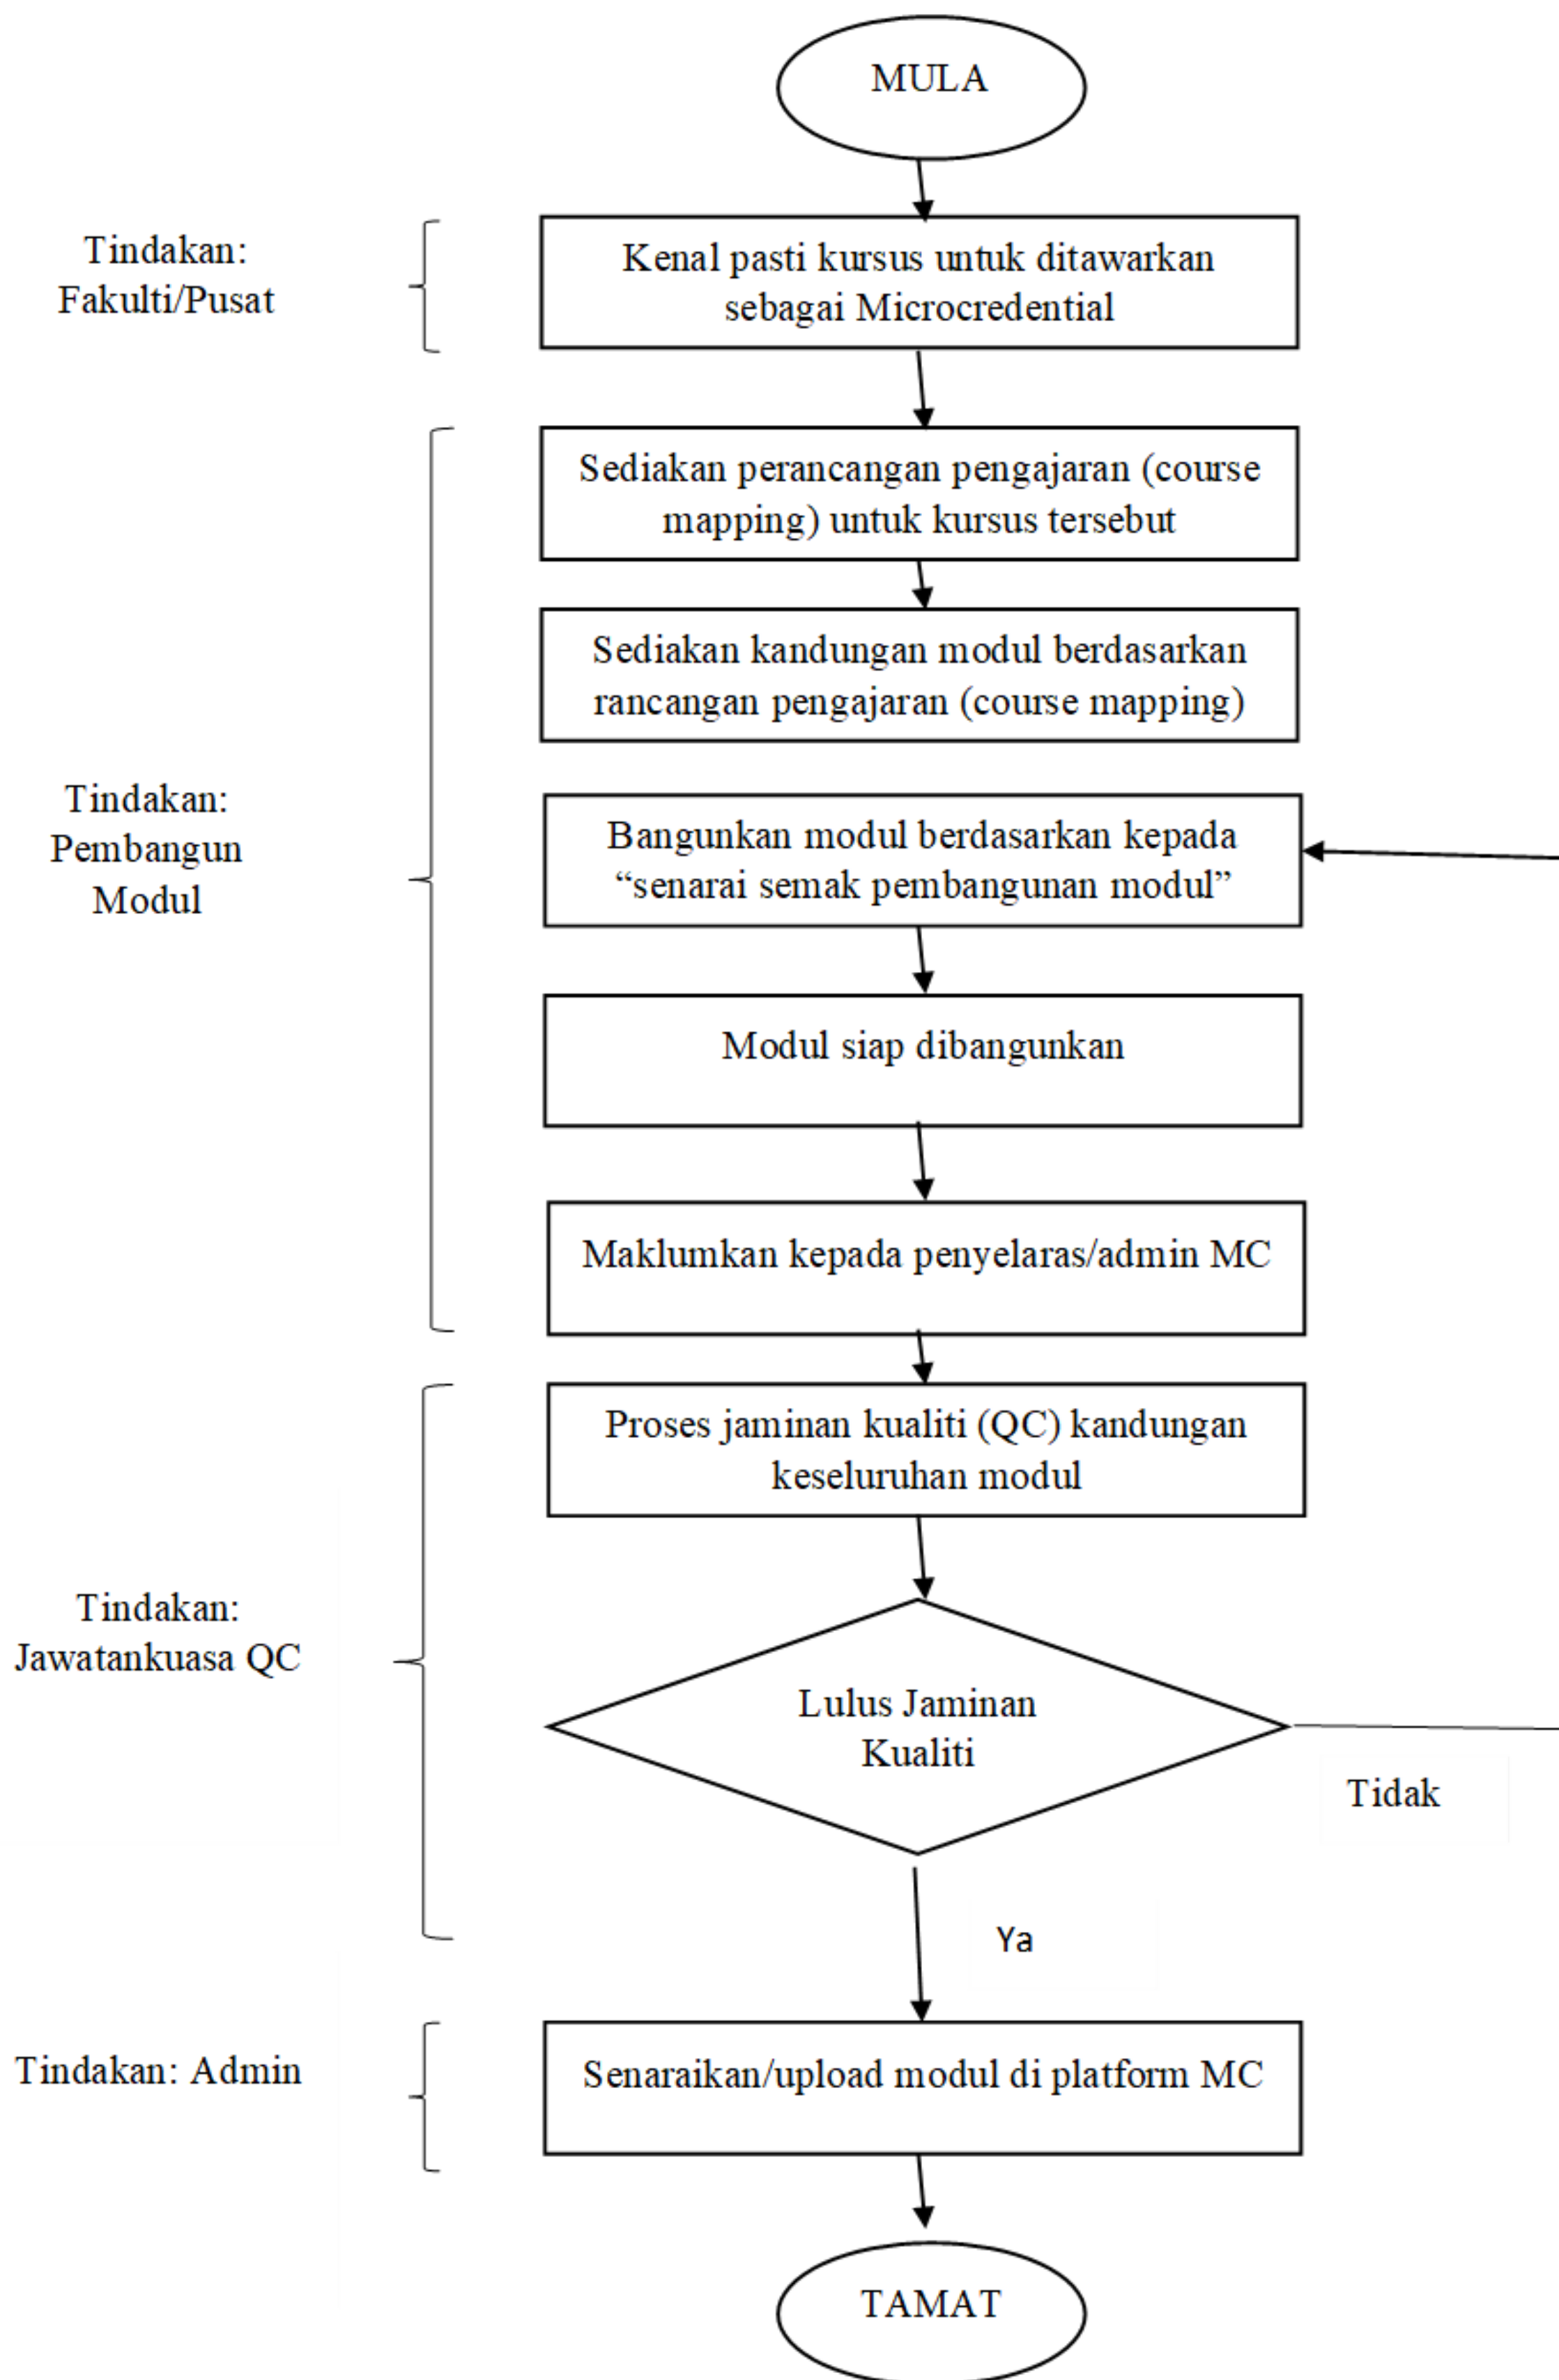 MULA
Tindakan:
Fakulti/Pusat
Kenal pasti kursus untuk ditawarkan
sebagai Microcredential
Sediakan perancangan pengajaran (course
mapping) untuk kursus tersebut
Sediakan kandungan modul berdasarkan
rancangan pengajaran (course mapping)
Tindakan:
Pembangun
Modul
Bangunkan modul berdasarkan kepada
“senarai semak pembangunan modul”
Modul siap dibangunkan
Maklumkan kepada penyelaras/admin MC
Proses jaminan kualiti (QC) kandungan
keseluruhan modul
Tindakan:
Jawatankuasa QC
Lulus Jaminan
Kualiti
Tidak
Ya
Tindakan: Admin
Senaraikan/upload modul di platform MC
TAMAT